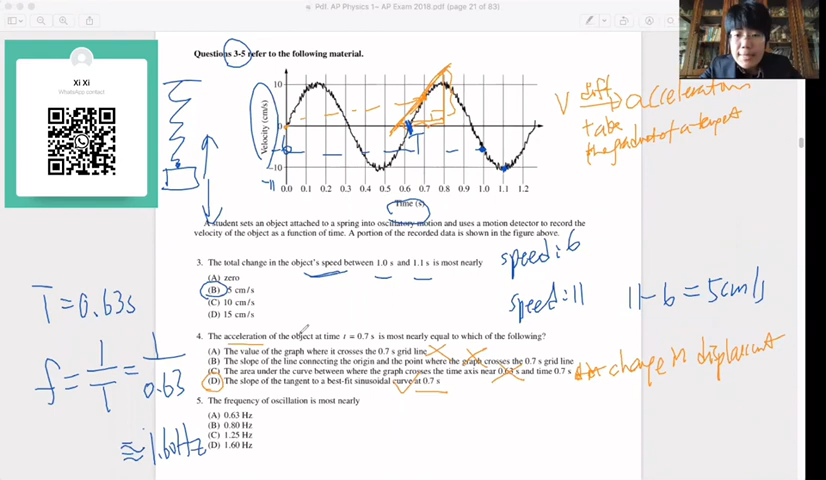 Pdf. AP Physics 1~ AP Exam 2018.pdf (page 21 of 83)
Xi Xi
WhatsApp contact
Questions 3-5 refer to the following material.
Velocity (cm/s)
10
0
-10
-6
-11
T
0.0 0.1 0.2 0.3 0.4 0.5 0.6 0.7 0.8 0.9 1.0 1.1 1.2
Time (s)
V diff acceleration
take
A student sets an object attached to a spring into oscillatory motion and uses a motion detector to record the
velocity of the object as a function of time. A portion of the recorded data is shown in the figure above.
3. The total change in the object's speed between 1.0 s and 1.1 s is most nearly
(A) zero
(B) 5 cm/s
(C) 10 cm/s
(D) 15 cm/s
speed:6
speed:11
11-6=5cm/s
4. The acceleration of the object at time t = 0.7 s is most nearly equal to which of the following?
(A) The value of the graph where it crosses the 0.7 s grid line
(B) The slope of the line connecting the origin and the point where the graph crosses the 0.7 s grid line
(C) The area under the curve between where the graph crosses the time axis near 0.63 s and time 0.7 s
(D) The slope of the tangent to a best-fit sinusoidal curve at 0.7 s
change in displacement
5. The frequency of oscillation is most nearly
(A) 0.63 Hz
(B) 0.80 Hz
(C) 1.25 Hz
(D) 1.60 Hz
T=0.63s
f=1/T=1/0.63
≈1.60Hz